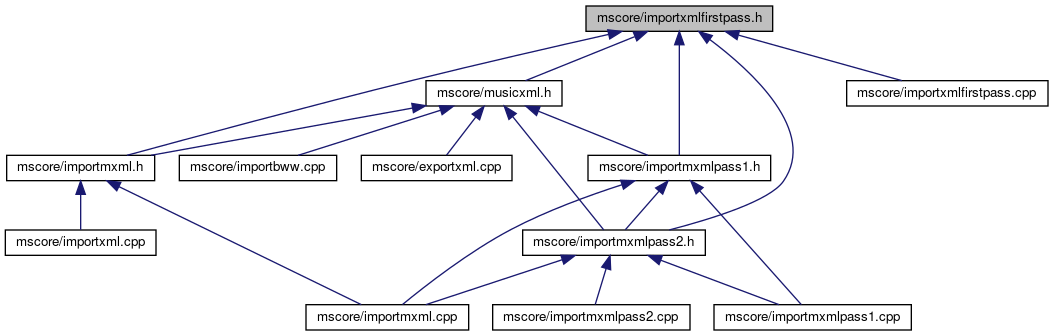 mscore/importxmlfirstpass.h
mscore/musicxml.h
mscore/importxmlfirstpass.cpp
mscore/importmxml.h
mscore/importbww.cpp
mscore/exportxml.cpp
mscore/importmxmlpass1.h
mscore/importxml.cpp
mscore/importmxmlpass2.h
mscore/importmxml.cpp
mscore/importmxmlpass2.cpp
mscore/importmxmlpass1.cpp